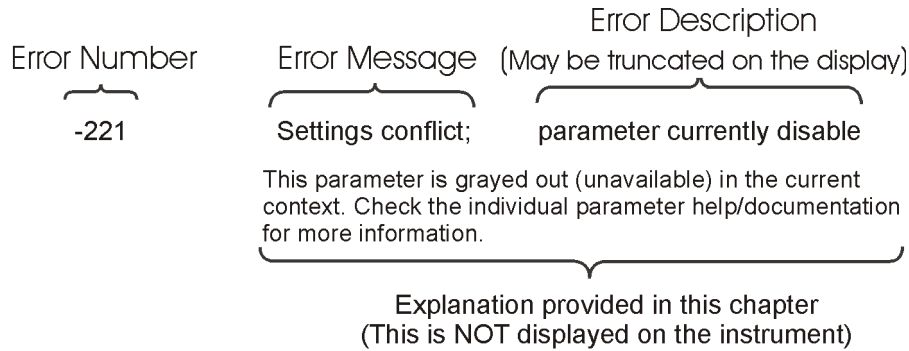 Error Description
Error Number Error Message (May be truncated on the display)
-221 Settings conflict; parameter currently disable
This parameter is grayed out (unavailable) in the current
context. Check the individual parameter help/documentation
for more information.
Explanation provided in this chapter
(This is NOT displayed on the instrument)